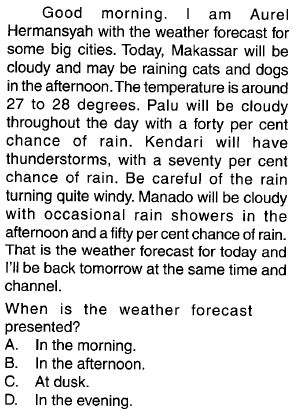 Good morning. I am Aurel
Hermansyah with the weather forecast for
some big cities. Today, Makassar will be
cloudy and may be raining cats and dogs
in the afternoon. The temperature is around
27 to 28 degrees. Palu will be cloudy
throughout the day with a forty per cent
chance of rain. Kendari will have
thunderstorms, with a seventy per cent
chance of rain. Be careful of the rain
turning quite windy. Manado will be cloudy
with occasional rain showers in the
afternoon and a fifty per cent chance of rain.
That is the weather forecast for today and
I'll be back tomorrow at the same time and
channel.
When is the weather forecast
presented?
A. In the morning.
B. In the afternoon.
C. At dusk.
D. In the evening.